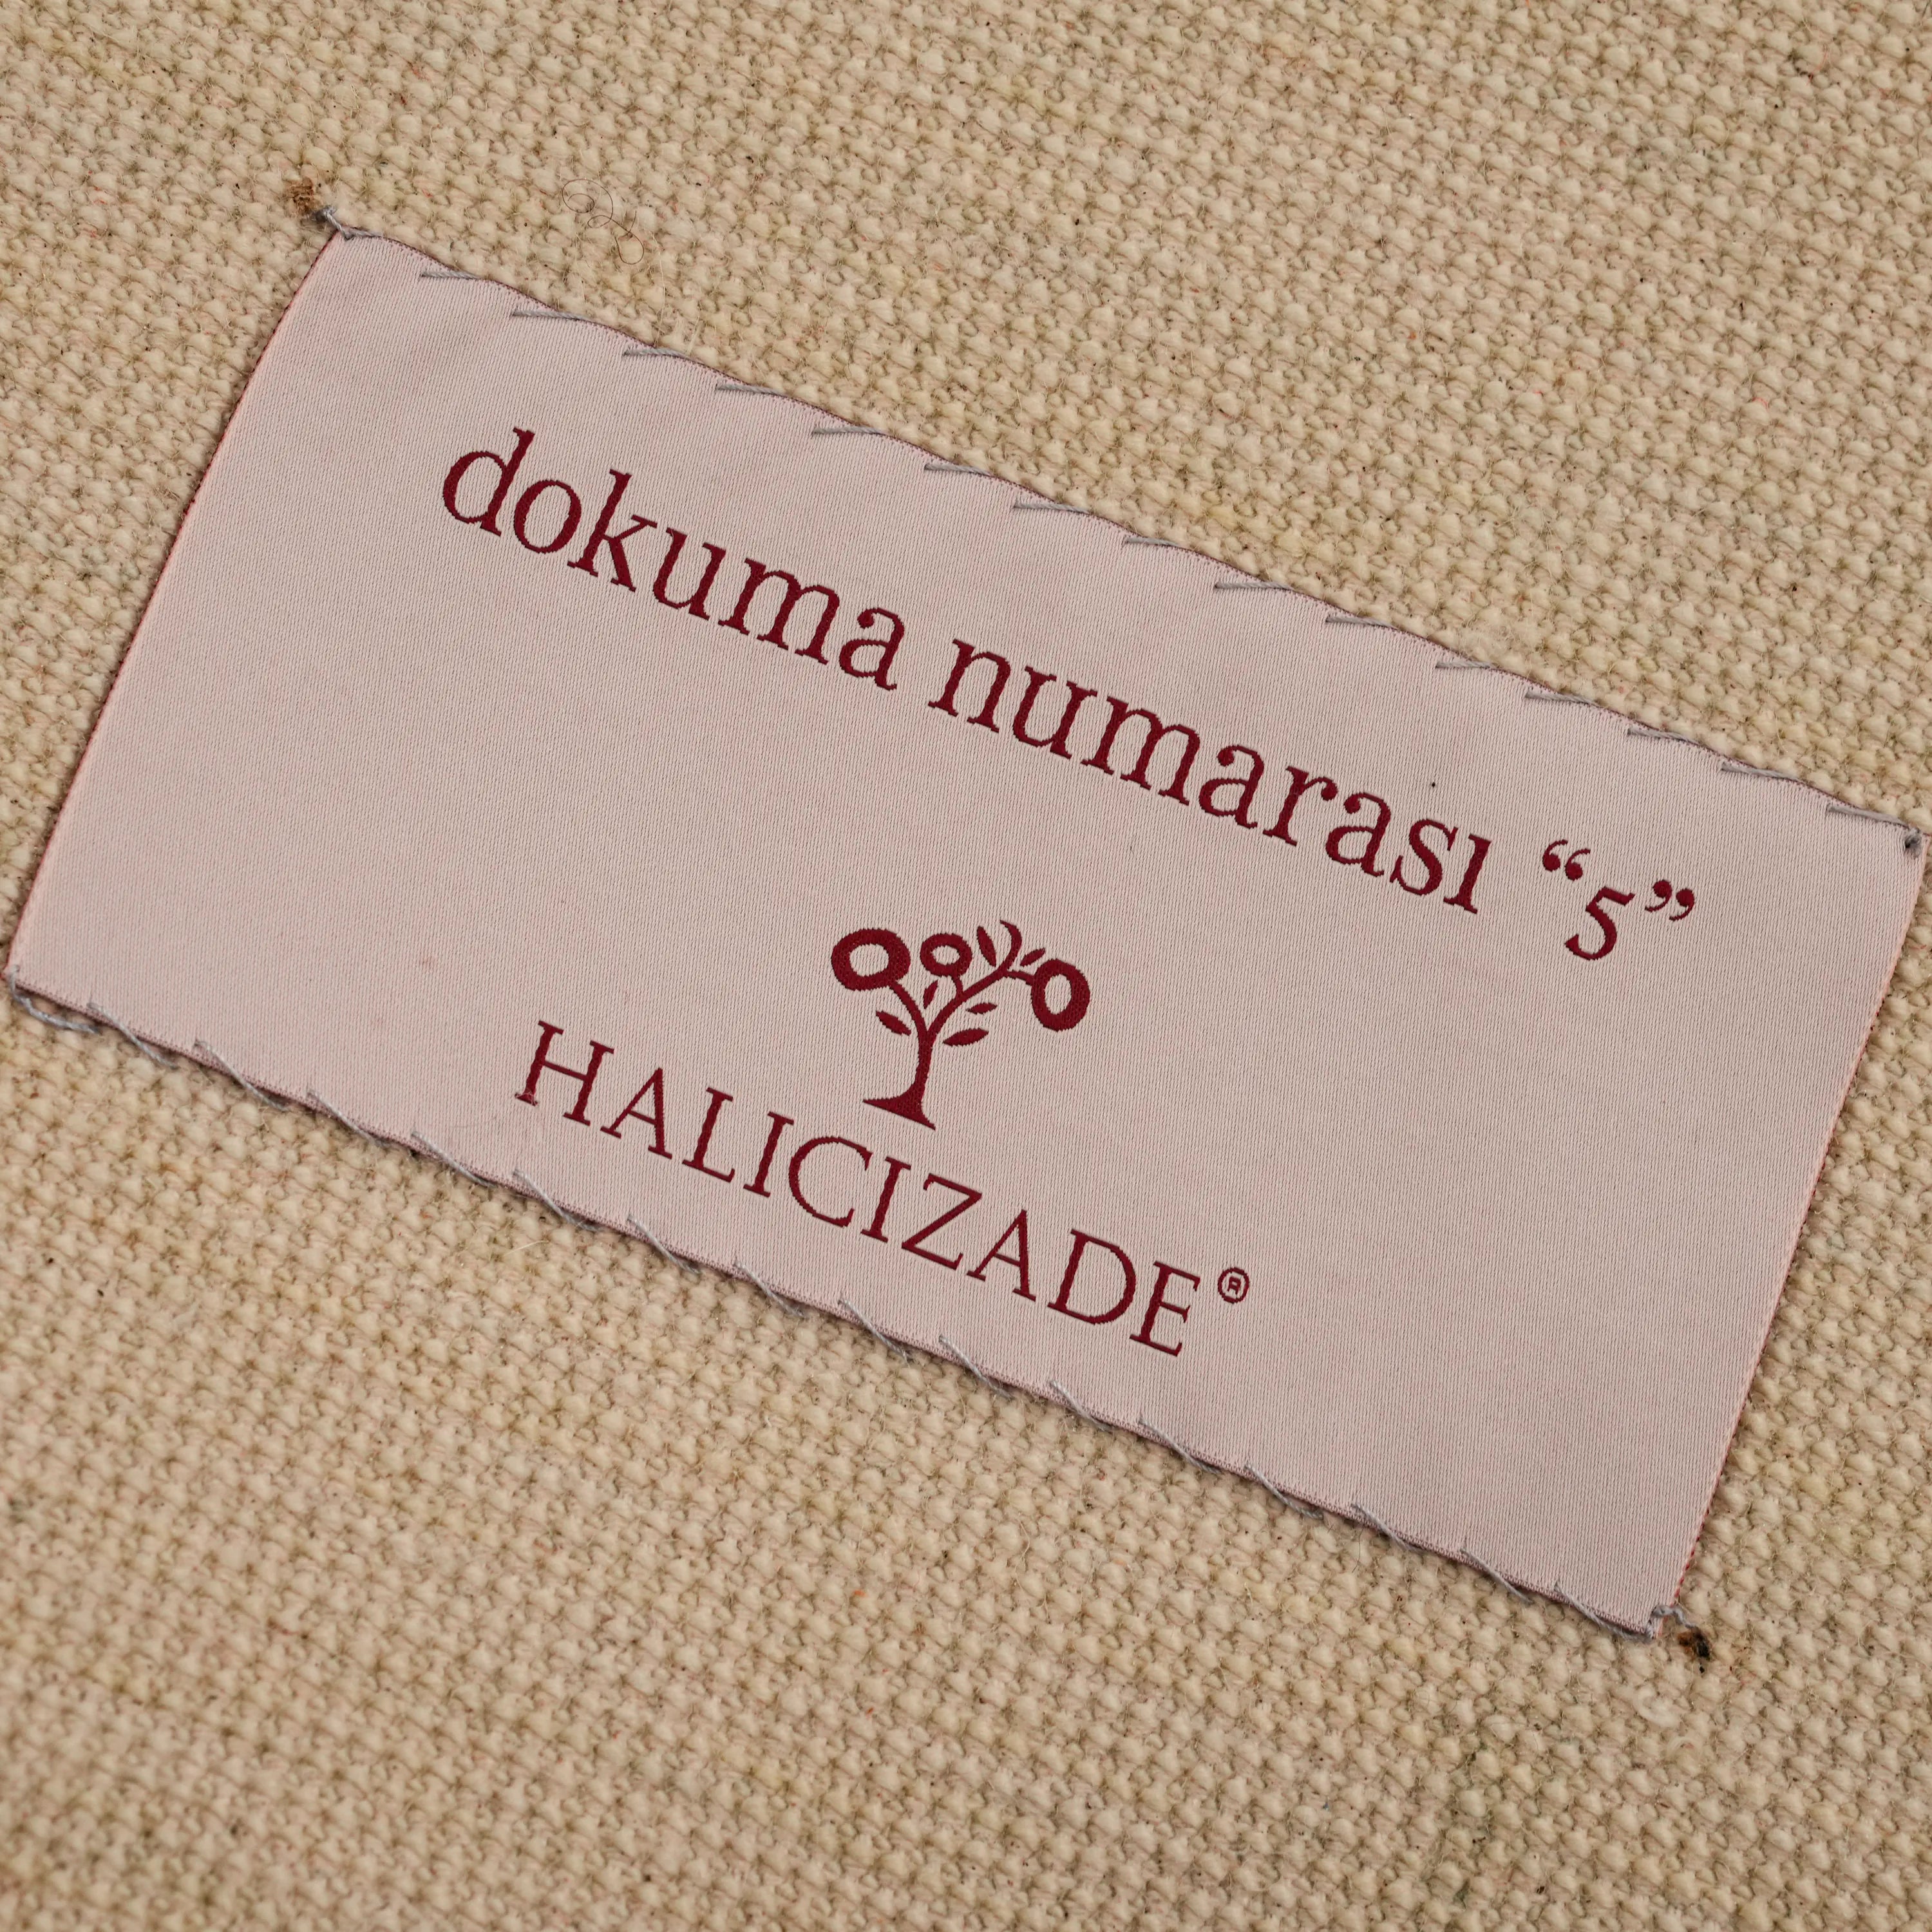 dokuma numarası “5”
HALICIZADE®